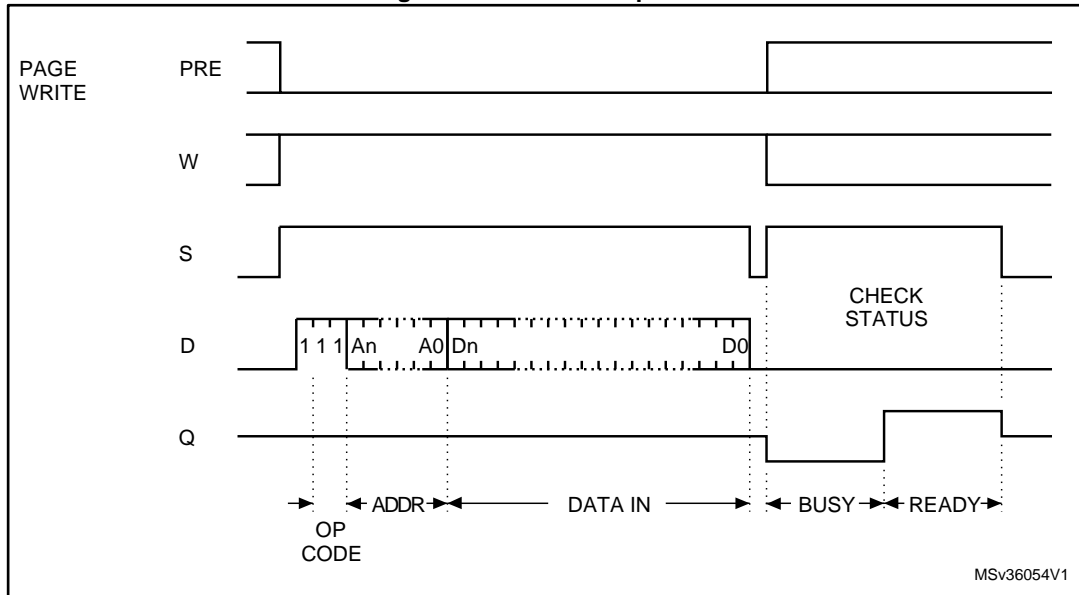 PAGE
WRITE
PRE
W
S
CHECK
STATUS
D
1 1 1 An A0 Dn D0
Q
ADDR DATA IN BUSY READY
OP
CODE
MSv36054V1